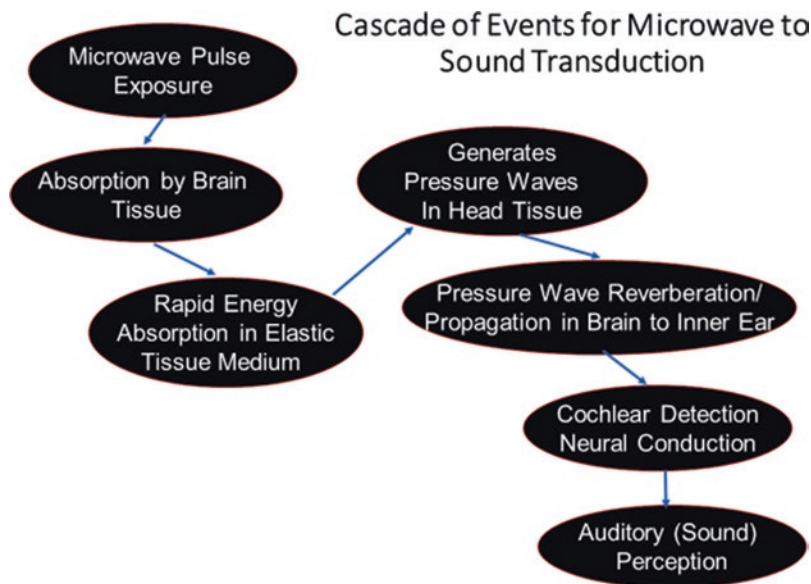 Cascade of Events for Microwave to
Sound Transduction
Microwave Pulse
Exposure
Absorption by Brain
Tissue
Rapid Energy
Absorption in Elastic
Tissue Medium
Generates
Pressure Waves
In Head Tissue
Pressure Wave Reverberation/
Propagation in Brain to Inner Ear
Cochlear Detection
Neural Conduction
Auditory (Sound)
Perception